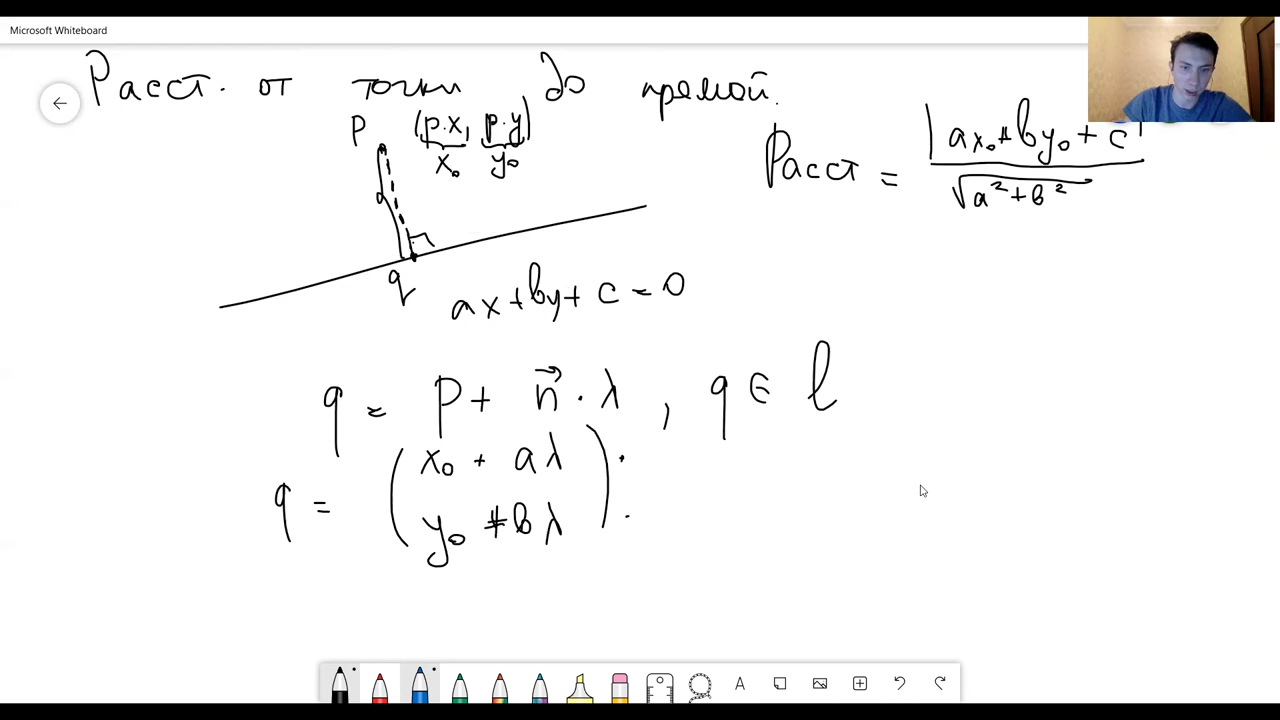 Microsoft Whiteboard
Расст. от точки до прямой.
P (p.x, p.y)
x₀ y₀
Расст = |ax₀+by₀+c| / √a²+b²
d
q
ax+by+c=0
q = p + n⃗·λ, q ∈ l
q = (x₀ + aλ
y₀ + bλ)
A